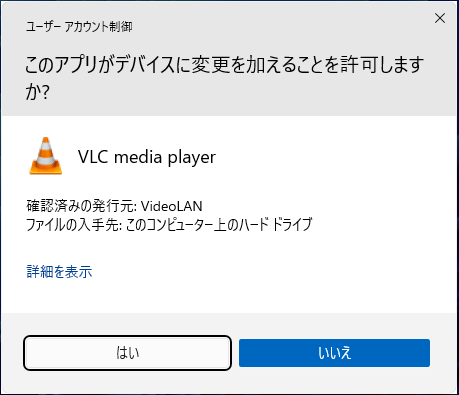 ユーザー アカウント制御
このアプリがデバイスに変更を加えることを許可します
か?
VLC media player
確認済みの発行元: VideoLAN
ファイルの入手先: このコンピューター上のハード ドライブ
詳細を表示
はい
いいえ